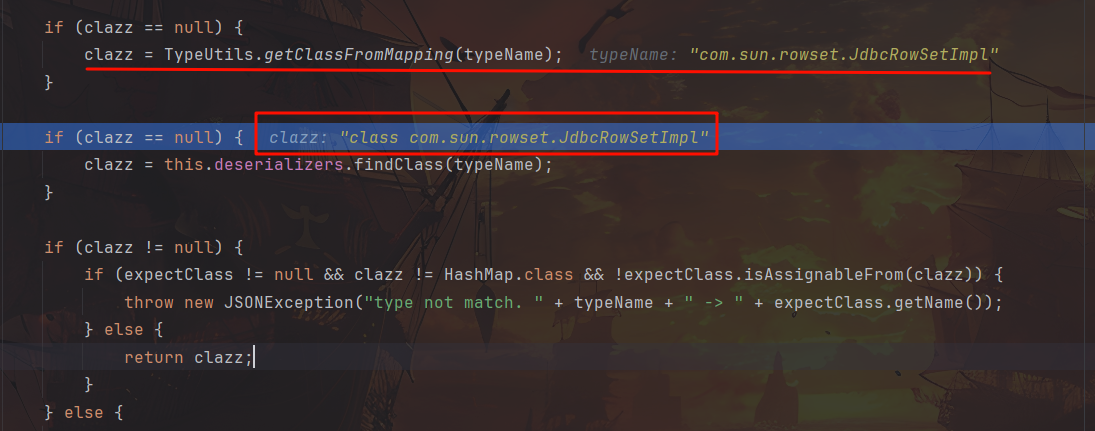 if (clazz == null) {
clazz = TypeUtils.getClassFromMapping(typeName);   typeName: "com.sun.rowset.JdbcRowSetImpl"
}
if (clazz == null) {   clazz: "class com.sun.rowset.JdbcRowSetImpl"
clazz = this.deserializers.findClass(typeName);
}
if (clazz != null) {
if (expectClass != null && clazz != HashMap.class && !expectClass.isAssignableFrom(clazz)) {
throw new JSONException("type not match. " + typeName + " -> " + expectClass.getName());
} else {
return clazz;
}
} else {